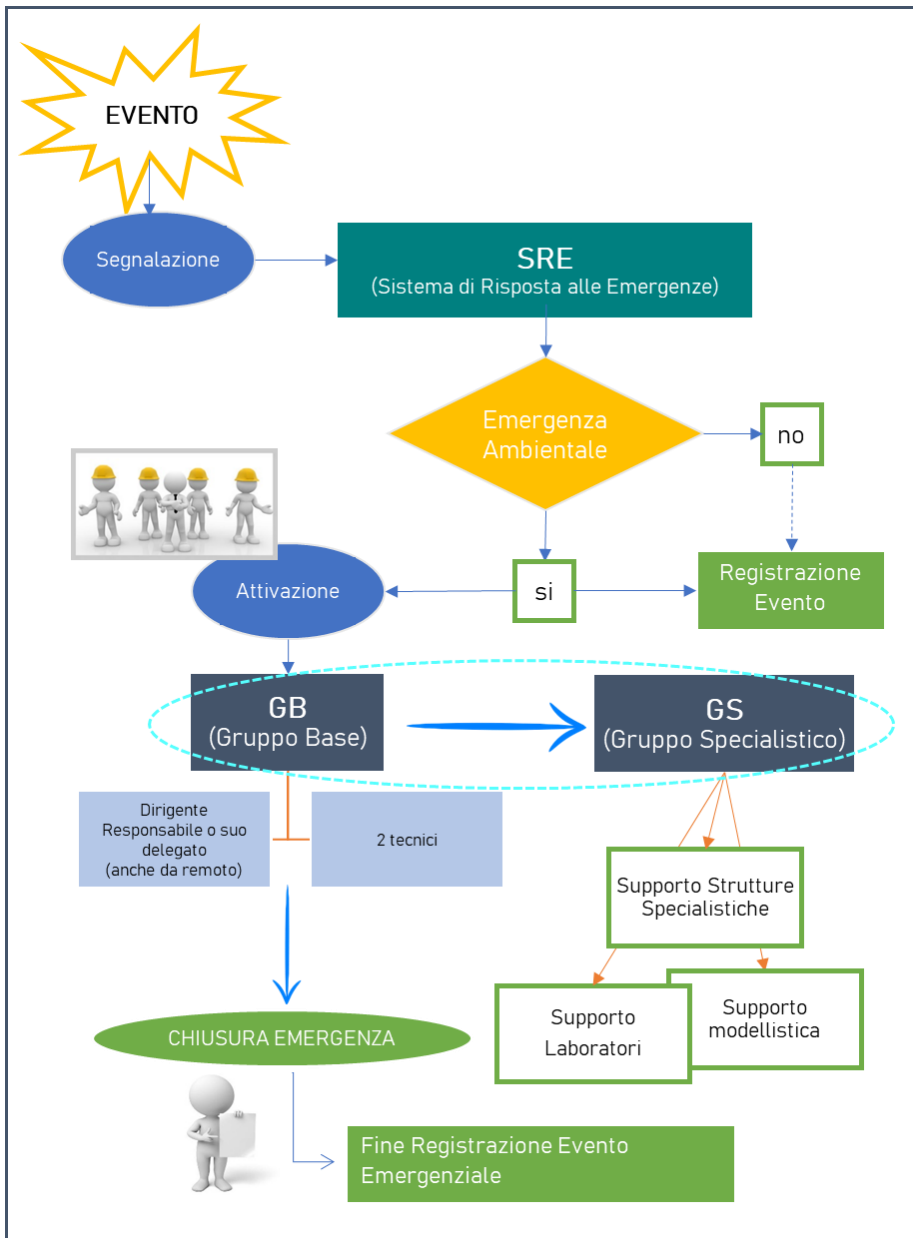 EVENTO
Segnalazione
SRE
(Sistema di Risposta alle Emergenze)
Emergenza
Ambientale
no
Attivazione
si
Registrazione
Evento
GB
(Gruppo Base)
GS
(Gruppo Specialistico)
Dirigente
Responsabile o suo
delegato
(anche da remoto)
2 tecnici
Supporto Strutture
Specialistiche
Supporto
Laboratori
Supporto
modellistica
CHIUSURA EMERGENZA
Fine Registrazione Evento
Emergenziale